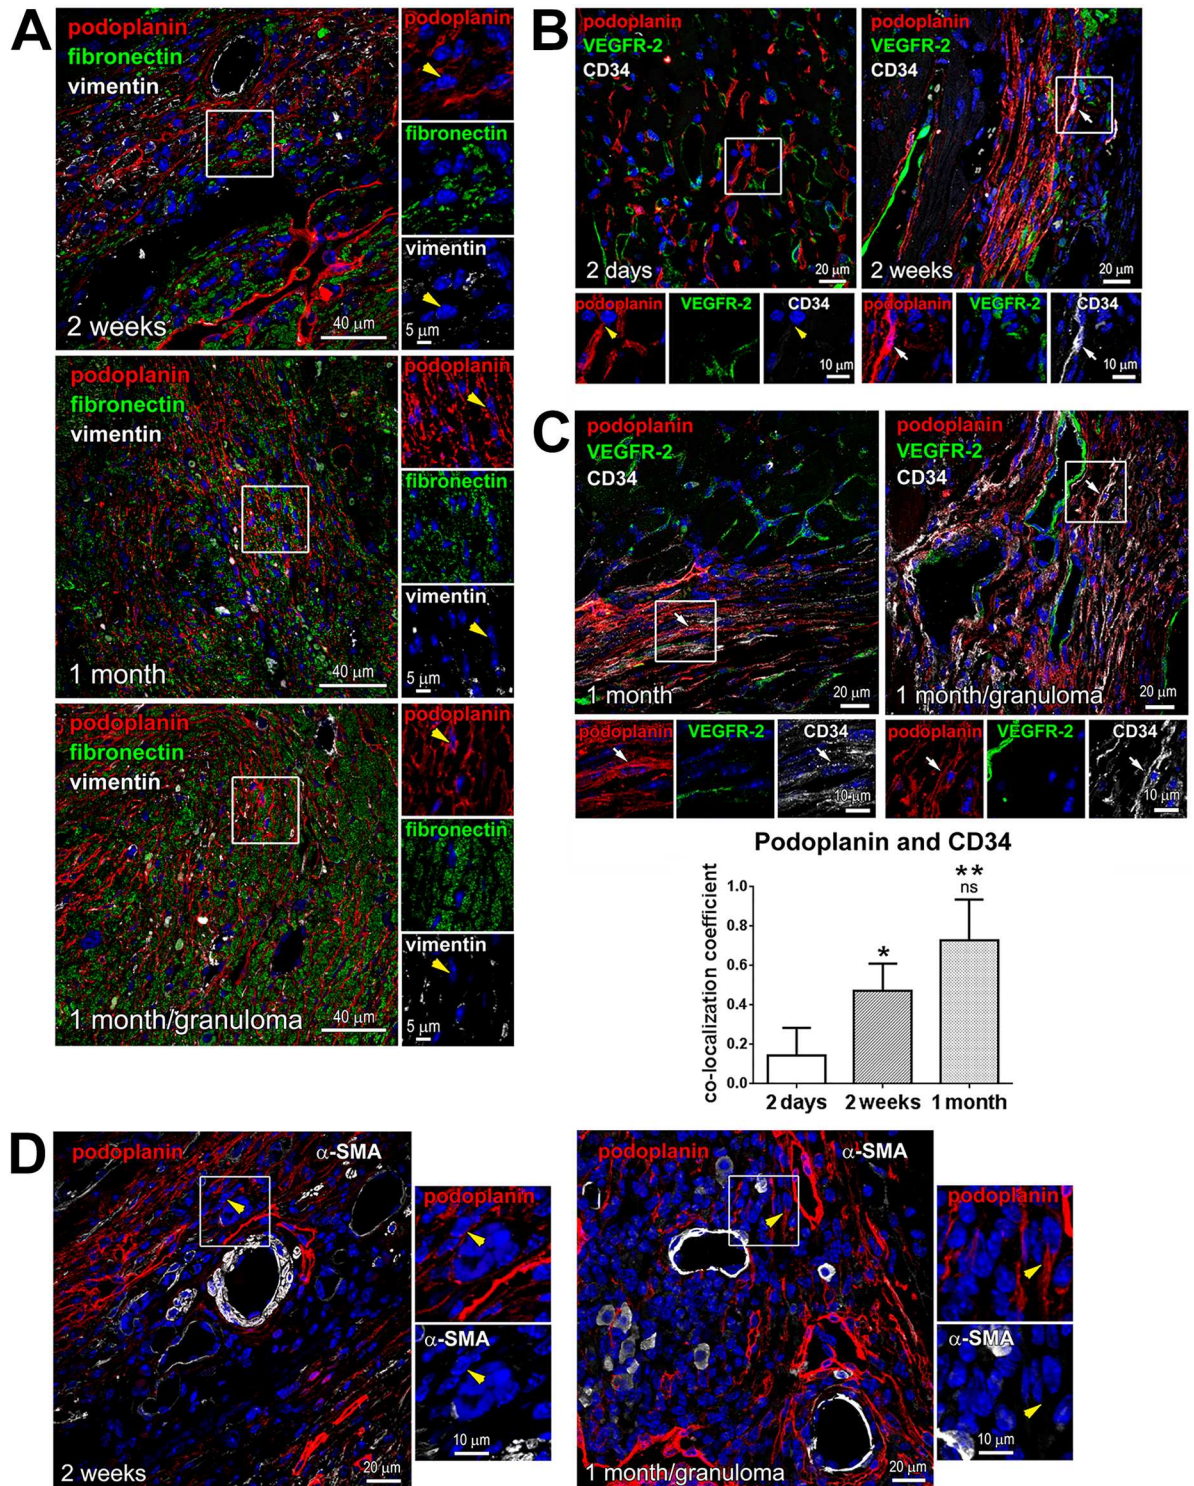 A
podoplanin
fibronectin
vimentin
2 weeks
40 µm
podoplanin
fibronectin
vimentin
5 µm
podoplanin
fibronectin
vimentin
1 month
40 µm
podoplanin
fibronectin
vimentin
5 µm
podoplanin
fibronectin
vimentin
1 month/granuloma
40 µm
podoplanin
fibronectin
vimentin
5 µm
B
podoplanin
VEGFR-2
CD34
2 days
20 µm
podoplanin
VEGFR-2
CD34
2 weeks
20 µm
podoplanin
VEGFR-2
CD34
10 µm
podoplanin
VEGFR-2
CD34
10 µm
C
podoplanin
VEGFR-2
CD34
1 month
20 µm
podoplanin
VEGFR-2
CD34
1 month/granuloma
20 µm
podoplanin
VEGFR-2
CD34
10 µm
podoplanin
VEGFR-2
CD34
10 µm
Podoplanin and CD34
co-localization coefficient
1.0
0.8
0.6
0.4
0.2
0.0
*
**
ns
2 days
2 weeks
1 month
D
podoplanin
α-SMA
2 weeks
20 µm
podoplanin
α-SMA
10 µm
podoplanin
α-SMA
1 month/granuloma
20 µm
podoplanin
α-SMA
10 µm